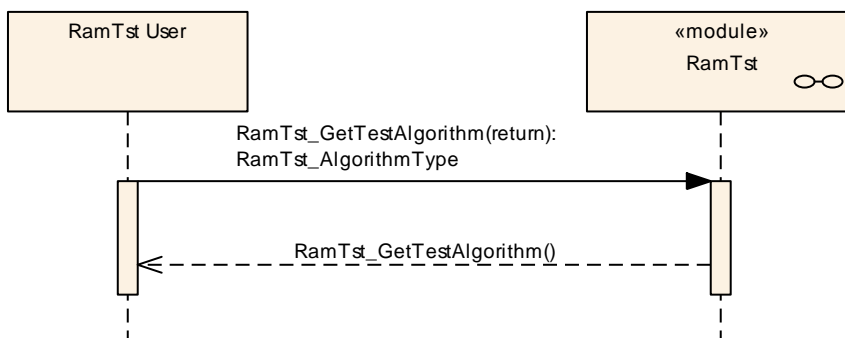 RamTst User
«module»
RamTst
RamTst_GetTestAlgorithm(return):
RamTst_AlgorithmType
RamTst_GetTestAlgorithm()